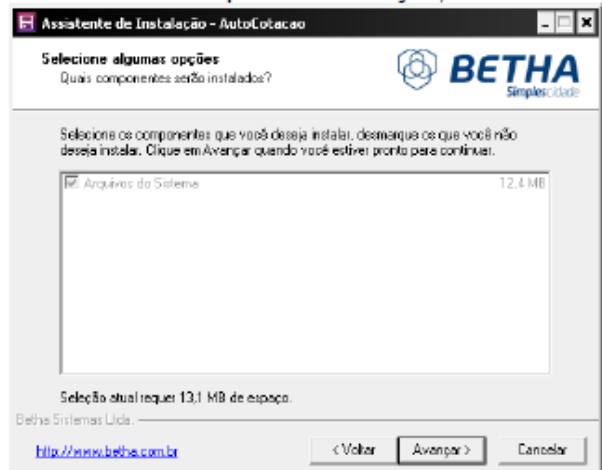 Assistente de Instalação - AutoCotacao
Selecione algumas opções
Quais componentes serão instalados?
BETHA
Simplescidade
Selecione os componentes que você deseja instalar, desmarque os que você não
deseja instalar. Clique em Avançar quando você estiver pronto para continuar.
Arquivos do Sistema 12,4 MB
Seleção atual requer 13,1 MB de espaço.
Betha Sistemas Ltda.
http://www.betha.com.br
< Voltar Avançar > Cancelar